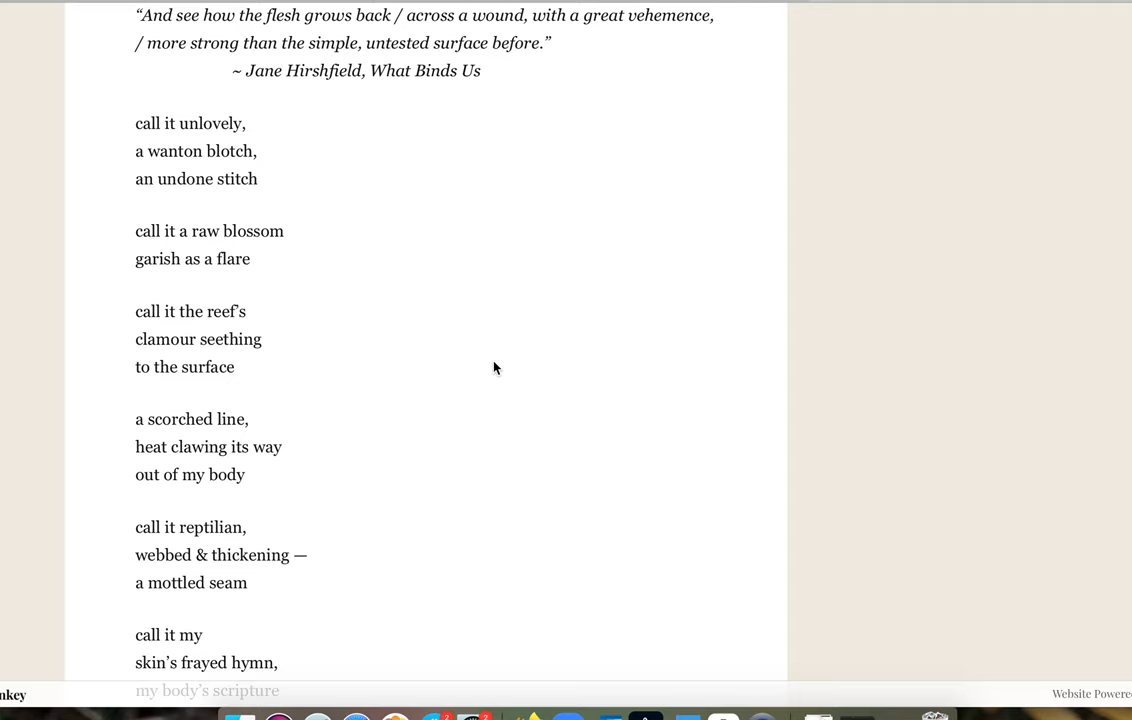 “And see how the flesh grows back / across a wound, with a great vehemence,
/ more strong than the simple, untested surface before.”
~ Jane Hirshfield, What Binds Us
call it unlovely,
a wanton blotch,
an undone stitch
call it a raw blossom
garish as a flare
call it the reef’s
clamour seething
to the surface
a scorched line,
heat clawing its way
out of my body
call it reptilian,
webbed & thickening —
a mottled seam
call it my
skin’s frayed hymn,
my body’s scripture
nkey
Website Powere
2
2